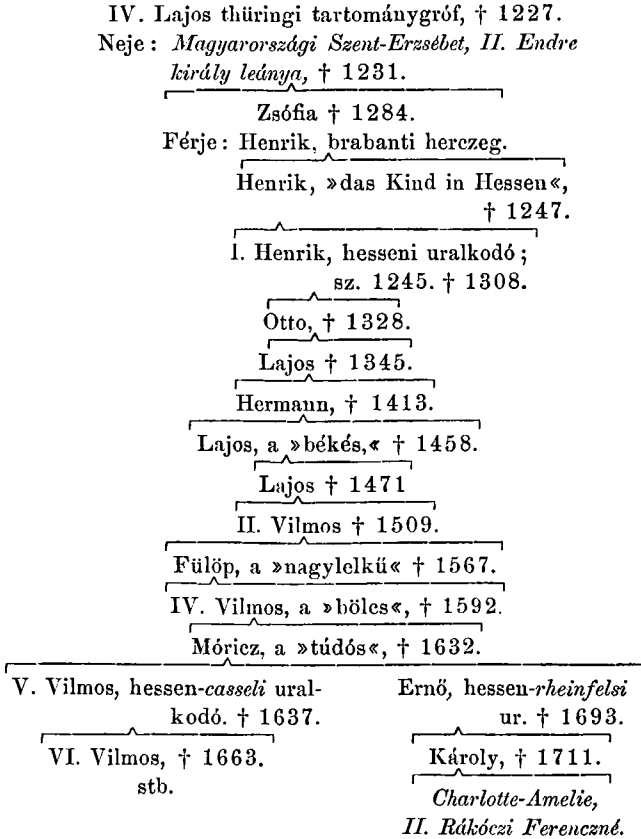 IV. Lajos thüringi tartománygróf, † 1227.
Neje: Magyarországi Szent-Erzsébet, II. Endre
király leánya, † 1231.
Zsófia † 1284.
Férje: Henrik, brabanti herczeg.
Henrik, »das Kind in Hessen«,
† 1247.
I. Henrik, hesseni uralkodó;
sz. 1245. † 1308.
Otto, † 1328.
Lajos † 1345.
Hermann, † 1413.
Lajos, a »békés,« † 1458.
Lajos † 1471
II. Vilmos † 1509.
Fülöp, a »nagylelkű« † 1567.
IV. Vilmos, a »bölcs«, † 1592.
Móricz, a »túdós«, † 1632.
V. Vilmos, hessen-casseli ural-
kodó. † 1637.
VI. Vilmos, † 1663.
stb.
Ernő, hessen-rheinfelsi
ur. † 1693.
Károly, † 1711.
Charlotte-Amelie,
II. Rákóczi Ferenczné.